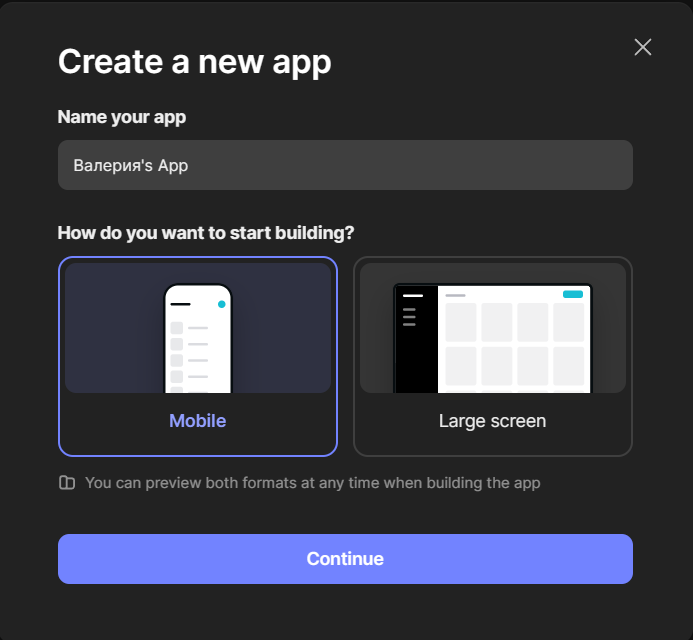 Create a new app
Name your app
Валерия's App
How do you want to start building?
Mobile
Large screen
You can preview both formats at any time when building the app
Continue